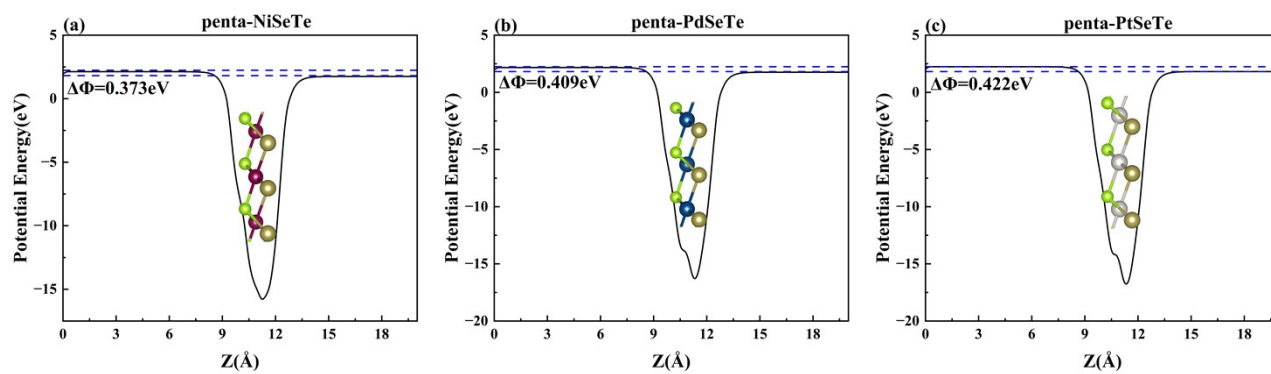 (a) penta-NiSeTe
5
0
−5
−10
−15
ΔΦ=0.373eV
Potential Energy(eV)
0 3 6 9 12 15 18
Z(Å)
(b) penta-PdSeTe
5
0
−5
−10
−15
−20
ΔΦ=0.409eV
Potential Energy(eV)
0 3 6 9 12 15 18
Z(Å)
(c) penta-PtSeTe
5
0
−5
−10
−15
−20
ΔΦ=0.422eV
Potential Energy(eV)
0 3 6 9 12 15 18
Z(Å)